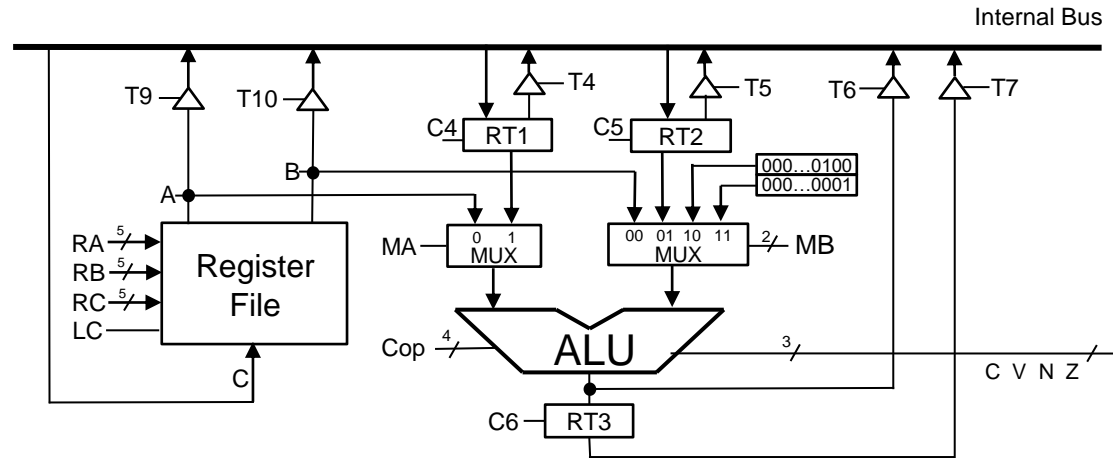 Internal Bus
T9
T10
T4
T5
T6
T7
C4
RT1
C5
RT2
000...0100
000...0001
B
A
RA
5
RB
5
RC
5
LC
Register
File
C
MA
0 1
MUX
00 01 10 11
MUX
2
MB
Cop
4
ALU
3
C V N Z
C6
RT3